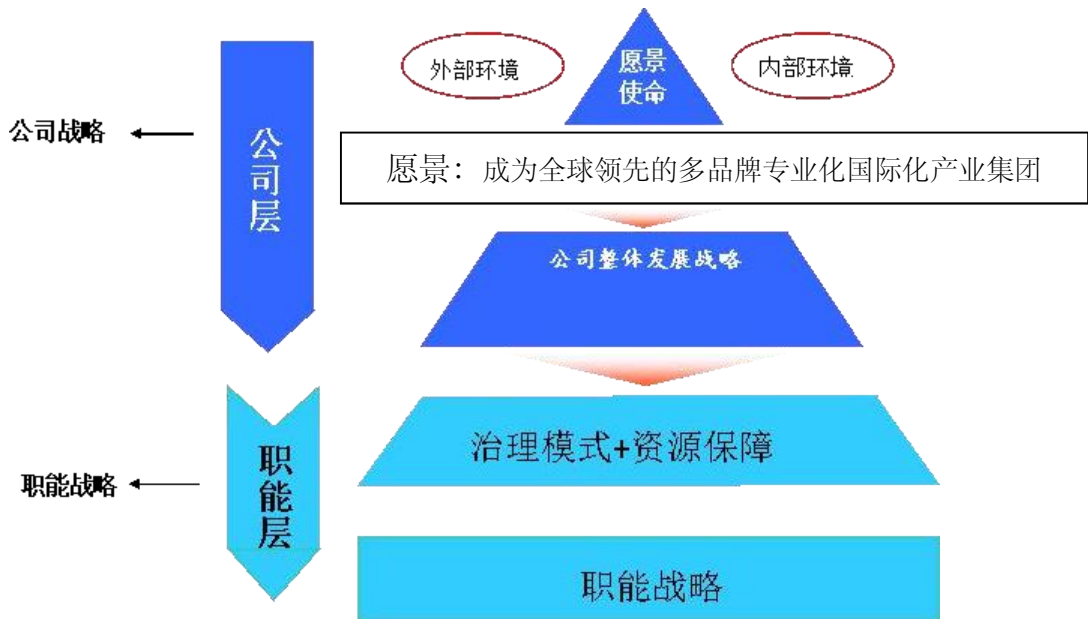 外部环境
愿景
使命
内部环境
公司战略
公司层
愿景：成为全球领先的多品牌专业化国际化产业集团
公司整体发展战略
治理模式+资源保障
职能战略
职能层
职能战略